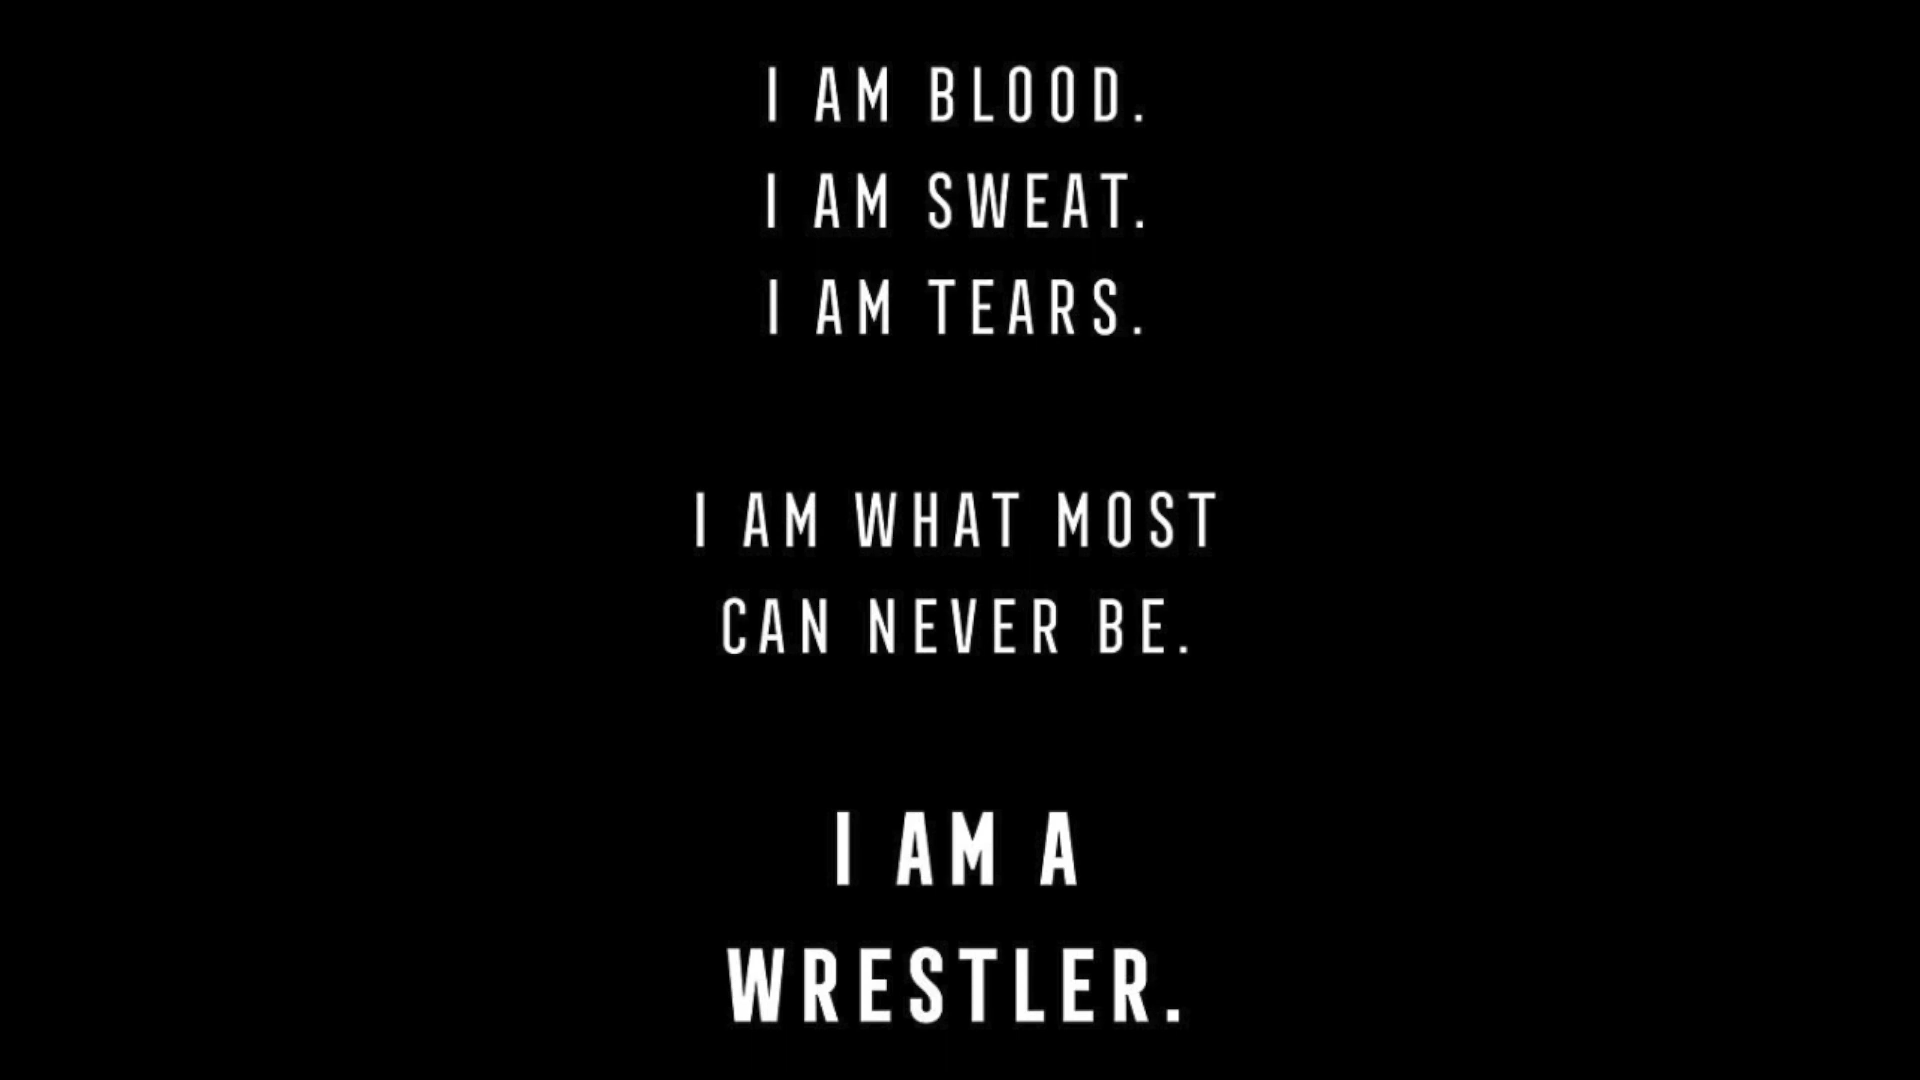 I AM BLOOD.
I AM SWEAT.
I AM TEARS.
I AM WHAT MOST
CAN NEVER BE.
I AM A
WRESTLER.